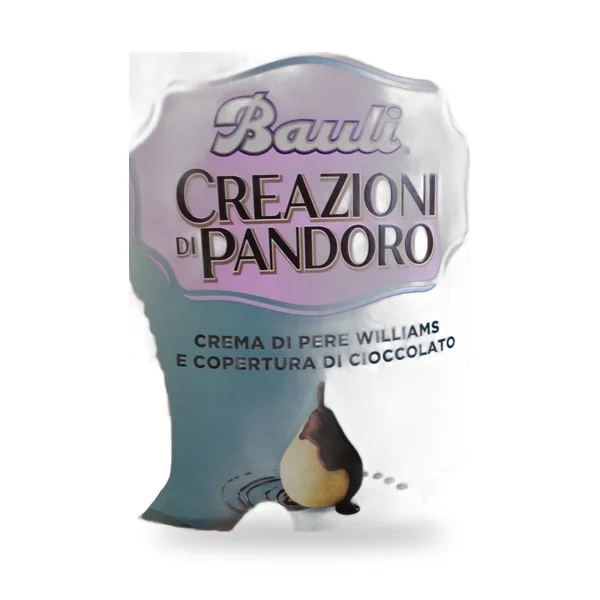 Bauli
CREAZIONI
DI PANDORO
CREMA DI PERE WILLIAMS
E COPERTURA DI CIOCCOLATO